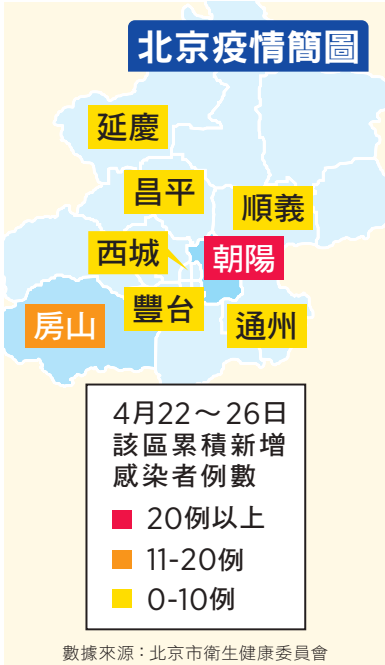 北京疫情簡圖
延慶
昌平
順義
西城
朝陽
豐台
房山
通州
4月22～26日
該區累積新增
感染者例數
20例以上
11-20例
0-10例
數據來源：北京市衛生健康委員會